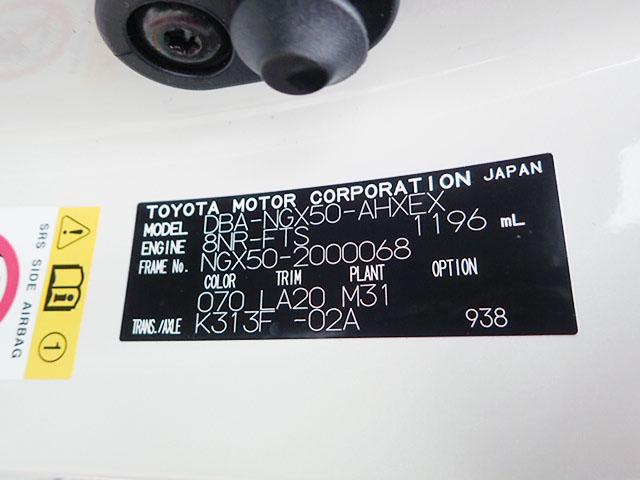 TOYOTA MOTOR CORPORATION JAPAN
MODEL DBA-NGX50-AHXEX
ENGINE 8NR-FTS 1196 mL
FRAME No. NGX50-2000068
COLOR TRIM PLANT OPTION
070 LA20 M31
TRANS./AXLE K313F -02A 938
SRS SIDE AIRBAG
1